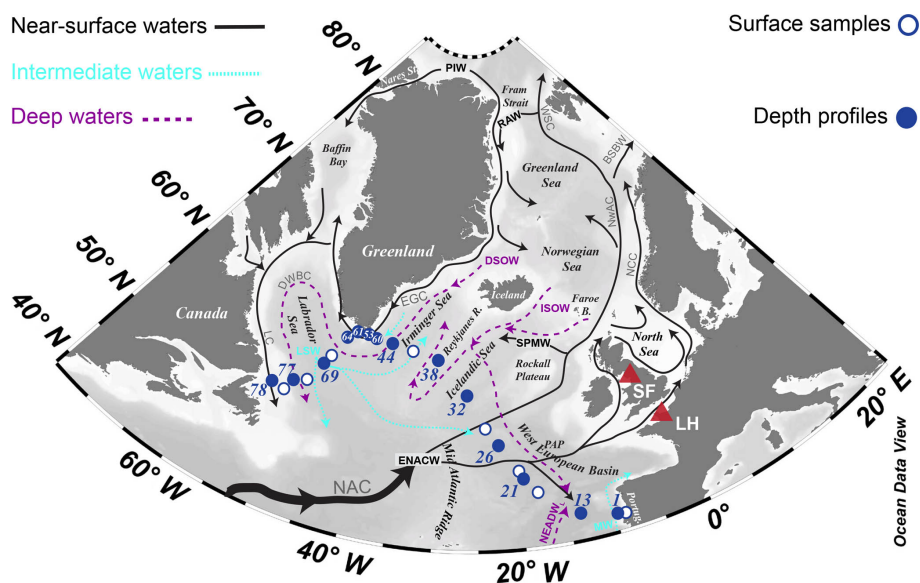 Near-surface waters
Intermediate waters
Deep waters
Surface samples
Depth profiles
80° N
70° N
60° N
50° N
40° N
60° W
40° W
20° W
0°
20° E
Nares St.
PIW
Fram
Strait
WSC
RAW
BSBW
Baffin
Bay
Greenland
Sea
NwAC
Norwegian
Sea
NCC
Greenland
DSOW
Iceland
EGC
ISOW
Faroe
B.
Canada
DWBC
Labrador
Sea
LC
LSW
Irminger Sea
Reykjanes R.
Icelandic Sea
SPMW
Rockall
Plateau
North
Sea
SF
LH
64
61
53
60
44
38
32
69
77
78
26
21
13
1
ENACW
NAC
Mid Atlantic
Ridge
PAP
West European Basin
NEADW
Portug.
Ocean Data View